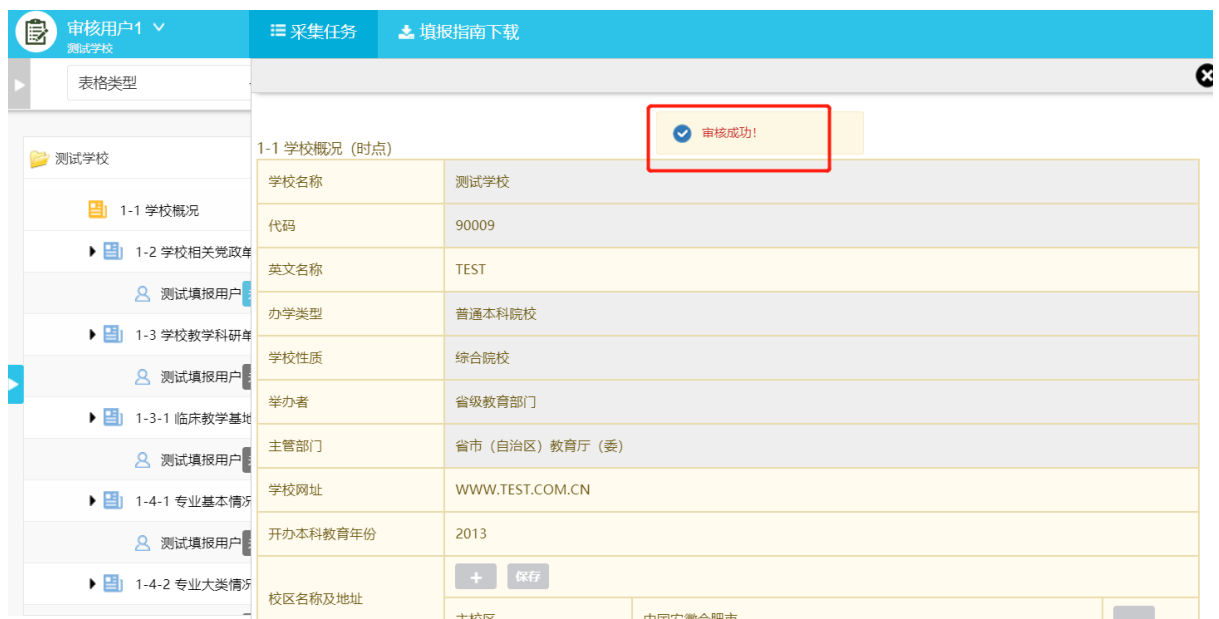 审核用户1
测试学校
采集任务
填报指南下载
表格类型
审核成功!
测试学校
1-1 学校概况
1-2 学校相关党政单
测试填报用户
1-3 学校教学科研单
测试填报用户
1-3-1 临床教学基地
测试填报用户
1-4-1 专业基本情况
测试填报用户
1-4-2 专业大类情况
1-1 学校概况（时点）
学校名称 测试学校
代码 90009
英文名称 TEST
办学类型 普通本科院校
学校性质 综合院校
举办者 省级教育部门
主管部门 省市（自治区）教育厅（委）
学校网址 WWW.TEST.COM.CN
开办本科教育年份 2013
校区名称及地址
+ 保存
主校区 中国安徽合肥市